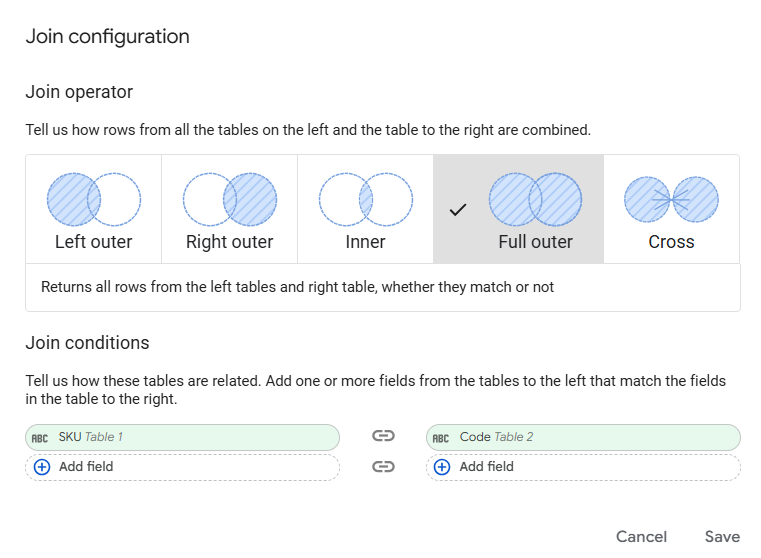 Join configuration
Join operator
Tell us how rows from all the tables on the left and the table to the right are combined.
Left outer
Right outer
Inner
Full outer
Cross
Returns all rows from the left tables and right table, whether they match or not
Join conditions
Tell us how these tables are related. Add one or more fields from the tables to the left that match the fields
in the table to the right.
ABC SKU Table 1
ABC Code Table 2
Add field
Add field
Cancel
Save